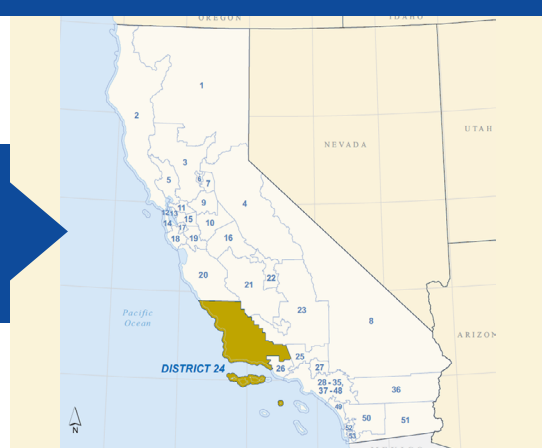 OREGON
IDAHO
1
2
UTAH
NEVADA
3
5
6
7
4
9
12
13
11
14
15
10
17
18
19
16
20
21
22
23
8
Pacific
Ocean
ARIZON
25
DISTRICT 24
26
27
28 - 35,
37 - 48
36
49
50
51
52
53
N